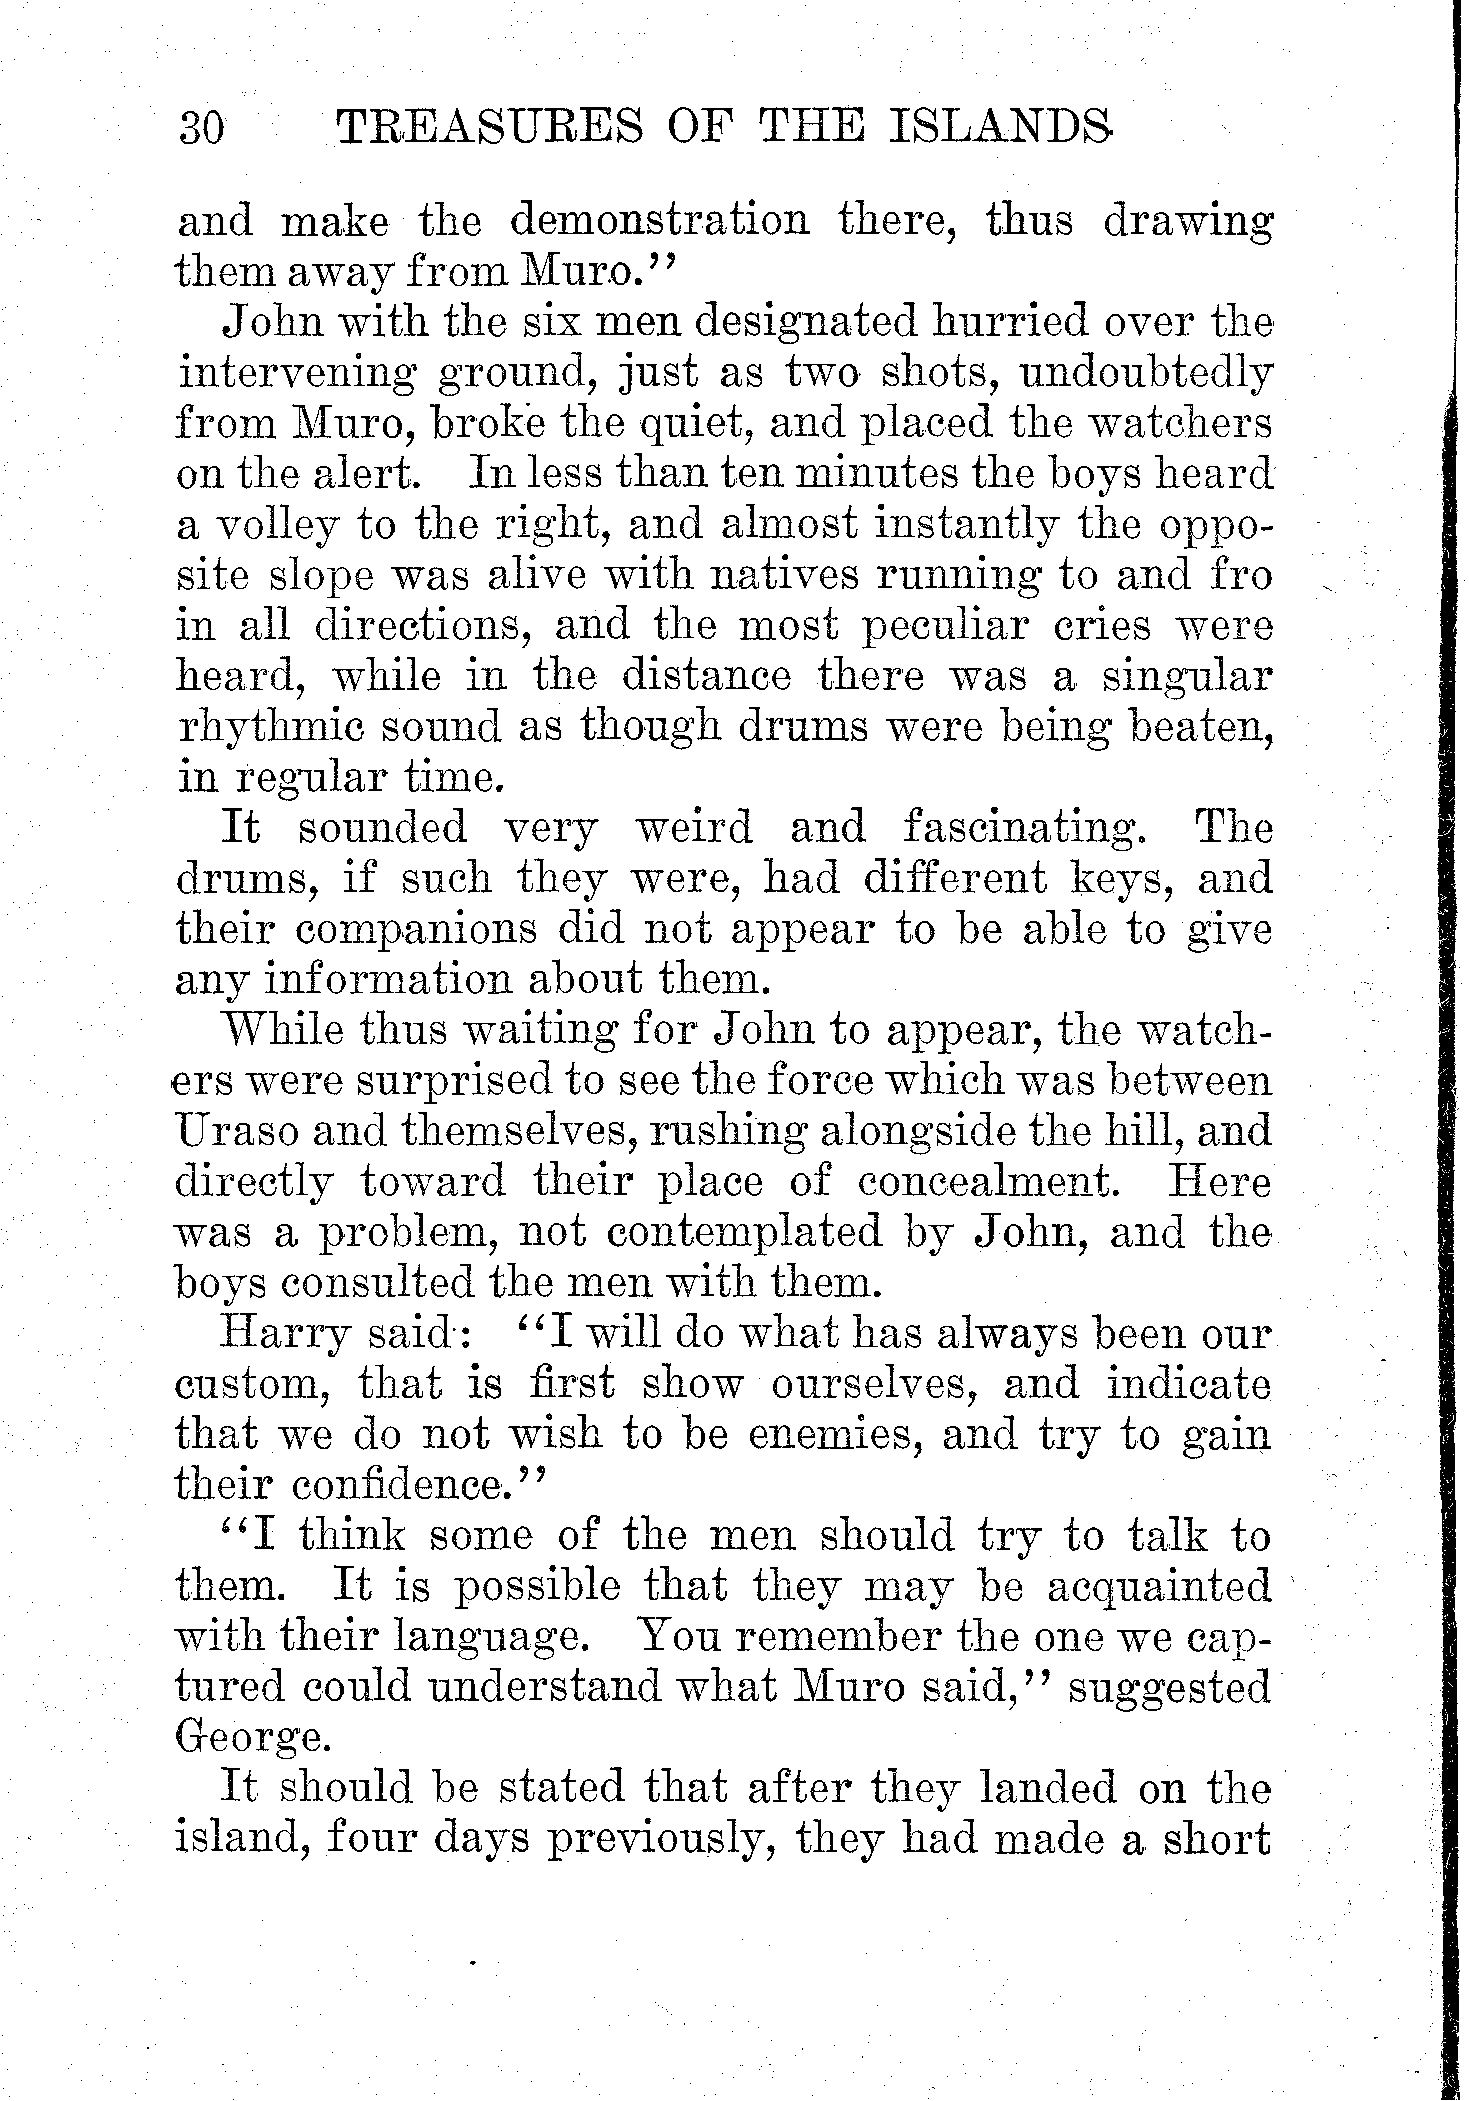 30 TREASURES OF THE ISLANDS
and make the demonstration there, thus drawing
them away from Muro.”
John with the six men designated hurried over the
intervening ground, just as two shots, undoubtedly
from Muro, broke the quiet, and placed the watchers
on the alert. In less than ten minutes the boys heard
a volley to the right, and almost instantly the oppo-
site slope was alive with natives running to and fro
in all directions, and the most peculiar cries were
heard, while in the distance there was a singular
rhythmic sound as though drums were being beaten,
in regular time.
It sounded very weird and fascinating. The
drums, if such they were, had different keys, and
their companions did not appear to be able to give
any information about them.
While thus waiting for John to appear, the watch-
ers were surprised to see the force which was between
Uraso and themselves, rushing alongside the hill, and
directly toward their place of concealment. Here
was a problem, not contemplated by John, and the
boys consulted the men with them.
Harry said: “I will do what has always been our
custom, that is first show ourselves, and indicate
that we do not wish to be enemies, and try to gain
their confidence.”
“I think some of the men should try to talk to
them. It is possible that they may be acquainted
with their language. You remember the one we cap-
tured could understand what Muro said,” suggested
George.
It should be stated that after they landed on the
island, four days previously, they had made a short